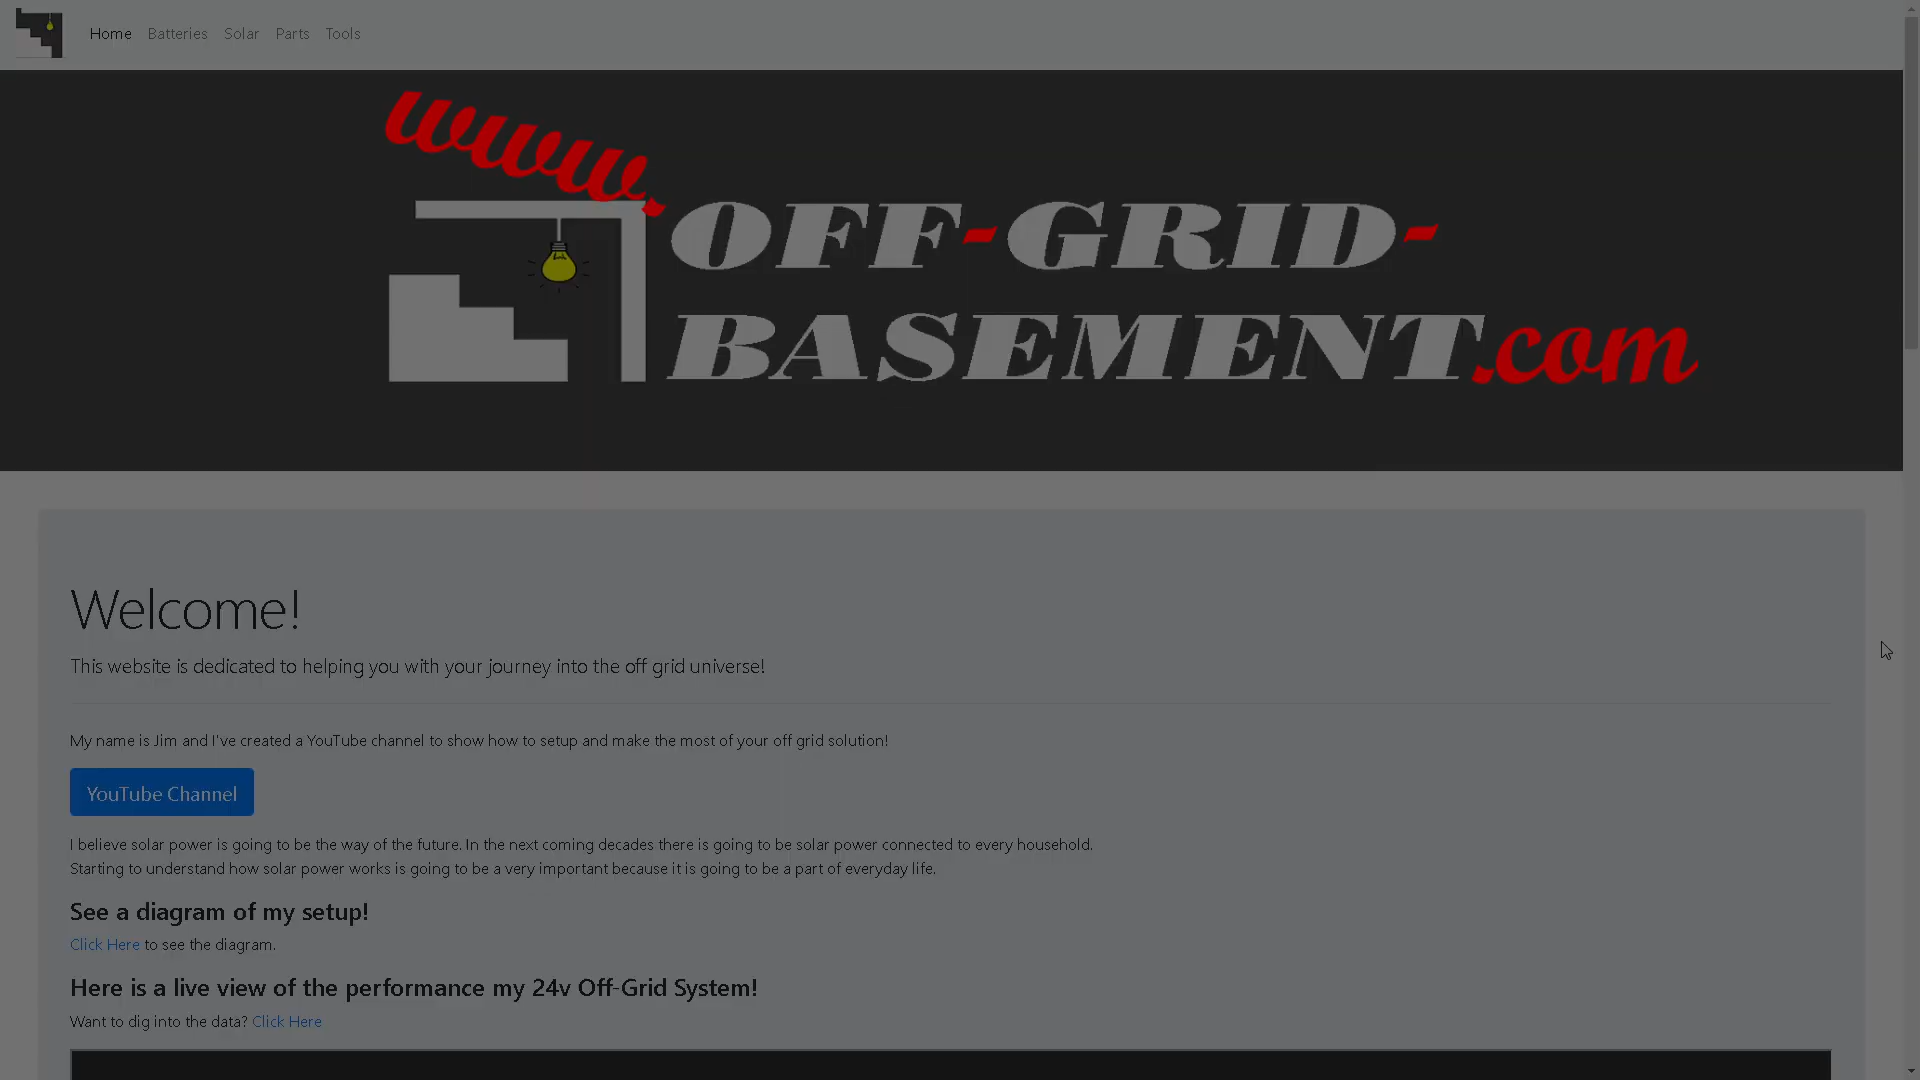 Home Batteries Solar Parts Tools
www.
OFF-GRID-
BASEMENT.com
Welcome!
This website is dedicated to helping you with your journey into the off grid universe!
My name is Jim and I've created a YouTube channel to show how to setup and make the most of your off grid solution!
YouTube Channel
I believe solar power is going to be the way of the future. In the next coming decades there is going to be solar power connected to every household.
Starting to understand how solar power works is going to be a very important because it is going to be a part of everyday life.
See a diagram of my setup!
Click Here to see the diagram.
Here is a live view of the performance my 24v Off-Grid System!
Want to dig into the data? Click Here